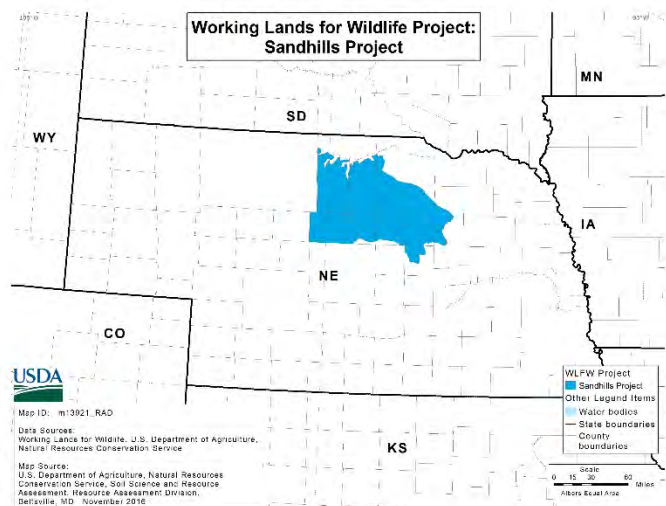 Working Lands for Wildlife Project:
Sandhills Project
MN
SD
WY
IA
NE
CO
KS
USDA
Map ID: m13921_RAD
Data Sources:
Working Lands for Wildlife. U.S. Department of Agriculture,
Natural Resources Conservation Service
Map Source:
U.S. Department of Agriculture, Natural Resources
Conservation Service, Soil Science and Resource
Assessment. Resource Assessment Division,
Beltsville, MD November 2016
WLFW Project
Sandhills Project
Other Legand Items
Water bodies
State boundaries
County
boundaries
Scale
0 15 30 60
Miles
Albers Equal Area